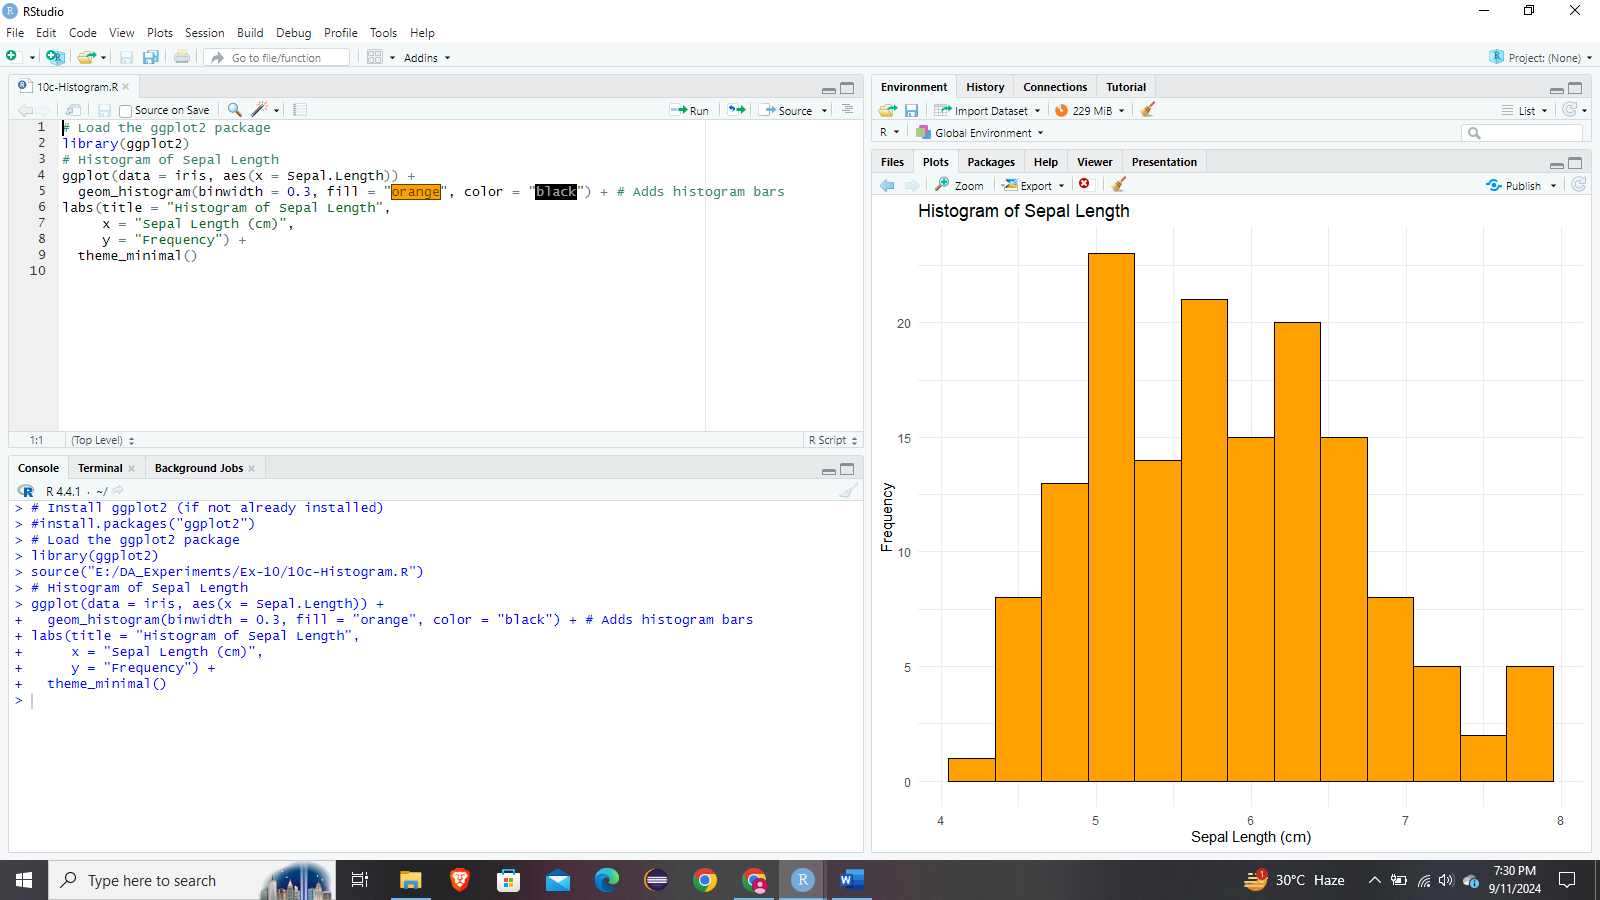 RStudio
File Edit Code View Plots Session Build Debug Profile Tools Help
Go to file/function Addins Project: (None)
10c-Histogram.R
Source on Save Run Source
1 # Load the ggplot2 package
2 library(ggplot2)
3 # Histogram of Sepal Length
4 ggplot(data = iris, aes(x = Sepal.Length)) +
5   geom_histogram(binwidth = 0.3, fill = "orange", color = "black") + # Adds histogram bars
6 labs(title = "Histogram of Sepal Length",
7      x = "Sepal Length (cm)",
8      y = "Frequency") +
9   theme_minimal()
10
1:1 (Top Level) R Script
Console Terminal Background Jobs
R 4.4.1 · ~/
> # Install ggplot2 (if not already installed)
> #install.packages("ggplot2")
> # Load the ggplot2 package
> library(ggplot2)
> source("E:/DA_Experiments/Ex-10/10c-Histogram.R")
> # Histogram of Sepal Length
> ggplot(data = iris, aes(x = Sepal.Length)) +
+   geom_histogram(binwidth = 0.3, fill = "orange", color = "black") + # Adds histogram bars
+ labs(title = "Histogram of Sepal Length",
+      x = "Sepal Length (cm)",
+      y = "Frequency") +
+   theme_minimal()
>
Environment History Connections Tutorial
Import Dataset 229 MiB List
R Global Environment
Files Plots Packages Help Viewer Presentation
Zoom Export Publish
Histogram of Sepal Length
20
15
10
5
0
Frequency
4 5 6 7 8
Sepal Length (cm)
Type here to search
1 30°C Haze
7:30 PM
9/11/2024